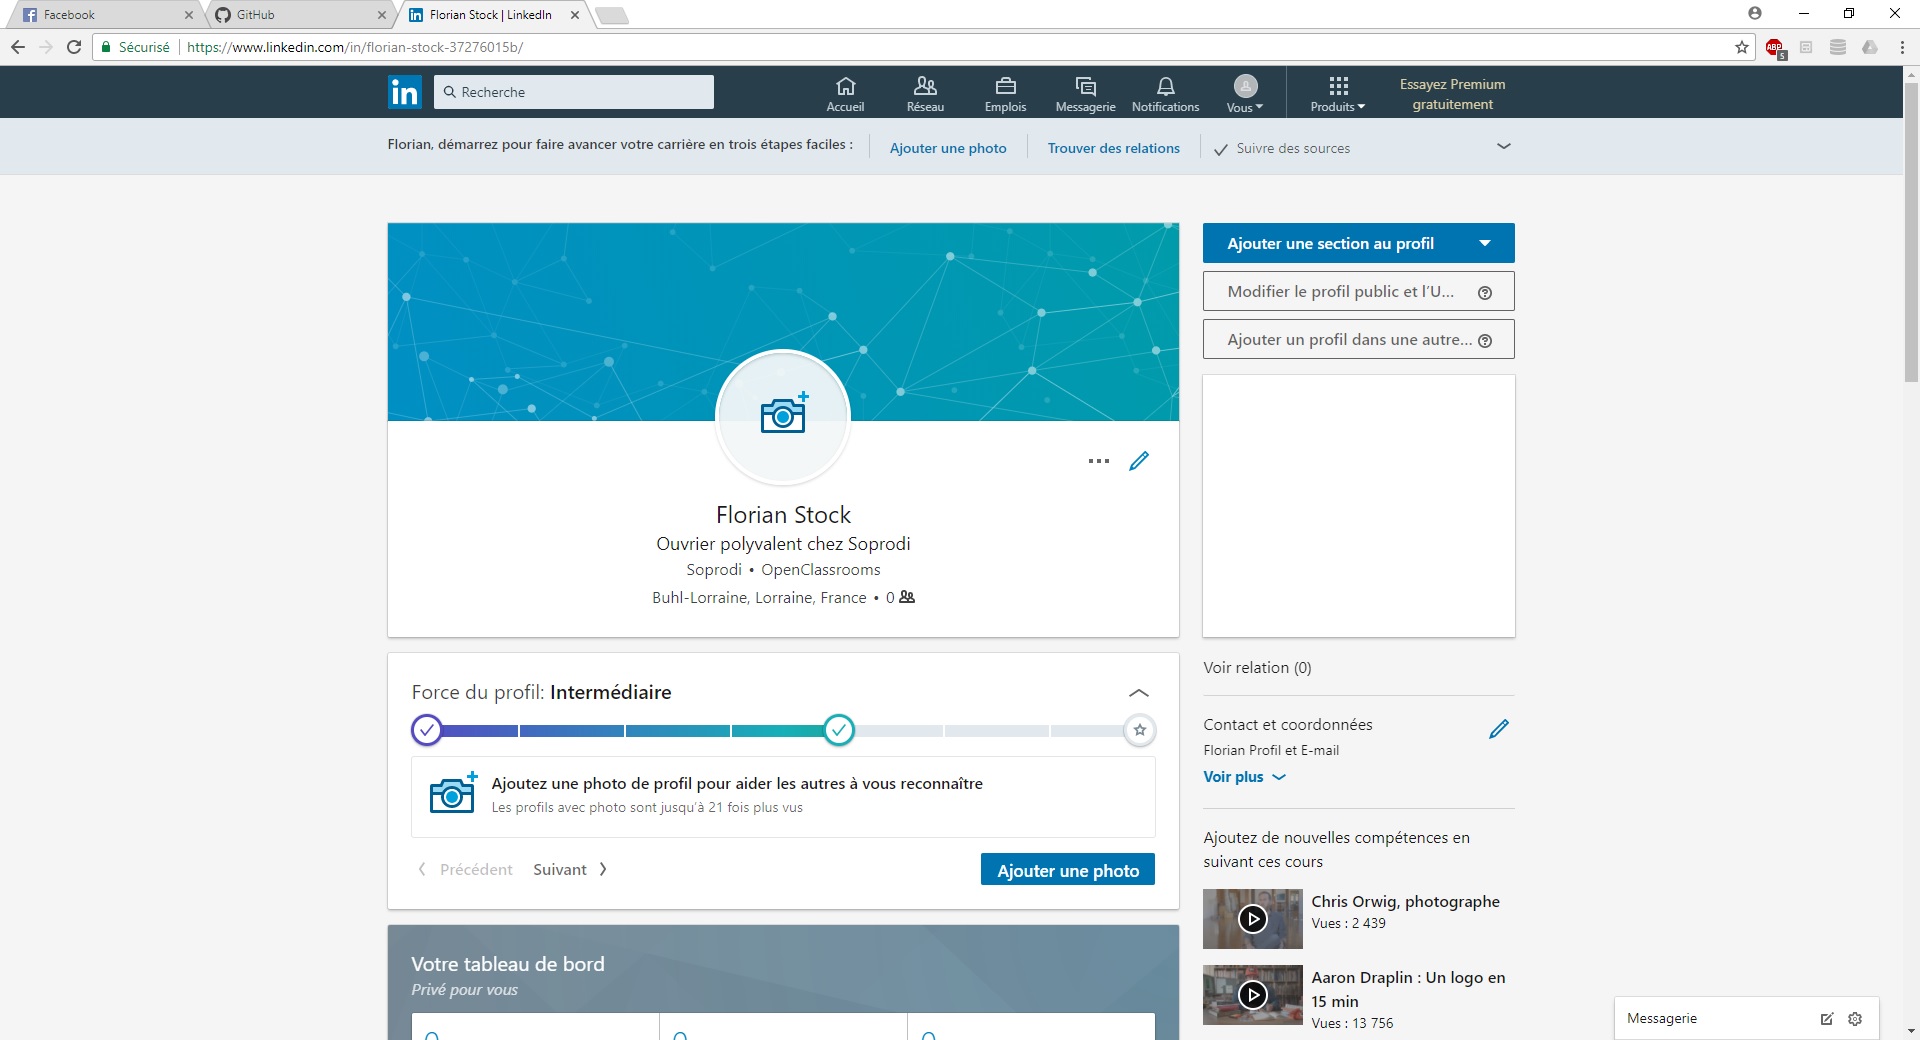 Facebook
GitHub
Florian Stock | LinkedIn
Sécurisé https://www.linkedin.com/in/florian-stock-37276015b/
ABP
5
in
Recherche
Accueil
Réseau
Emplois
Messagerie
Notifications
Vous
Produits
Essayez Premium
gratuitement
Florian, démarrez pour faire avancer votre carrière en trois étapes faciles :
Ajouter une photo
Trouver des relations
Suivre des sources
Florian Stock
Ouvrier polyvalent chez Soprodi
Soprodi • OpenClassrooms
Buhl-Lorraine, Lorraine, France • 0
Force du profil: Intermédiaire
Ajoutez une photo de profil pour aider les autres à vous reconnaître
Les profils avec photo sont jusqu'à 21 fois plus vus
Précédent
Suivant
Ajouter une photo
Votre tableau de bord
Privé pour vous
Ajouter une section au profil
Modifier le profil public et l'U...
Ajouter un profil dans une autre...
Voir relation (0)
Contact et coordonnées
Florian Profil et E-mail
Voir plus
Ajoutez de nouvelles compétences en
suivant ces cours
Chris Orwig, photographe
Vues : 2 439
Aaron Draplin : Un logo en
15 min
Vues : 13 756
Messagerie